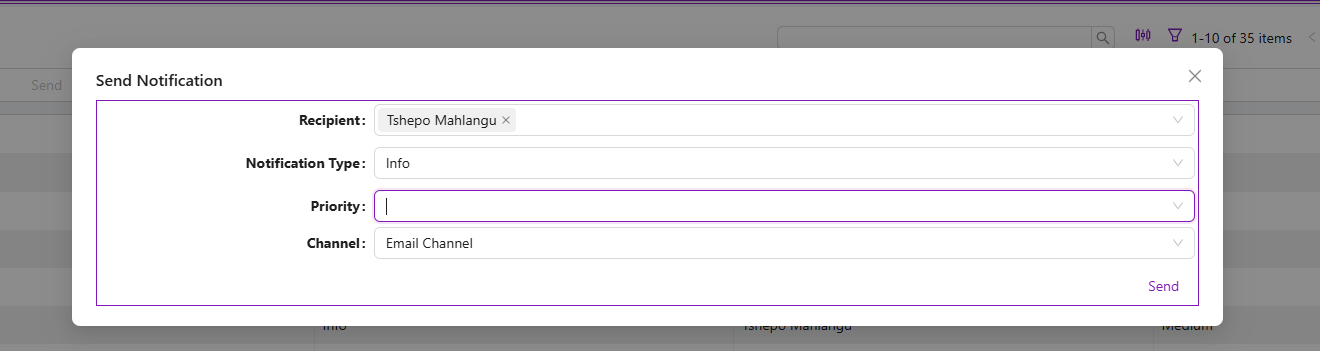 1-10 of 35 items
Send
Send Notification
Recipient:
Tshepo Mahlangu
Notification Type:
Info
Priority:
Channel:
Email Channel
Send
Info
Tshepo Mahlangu
Medium